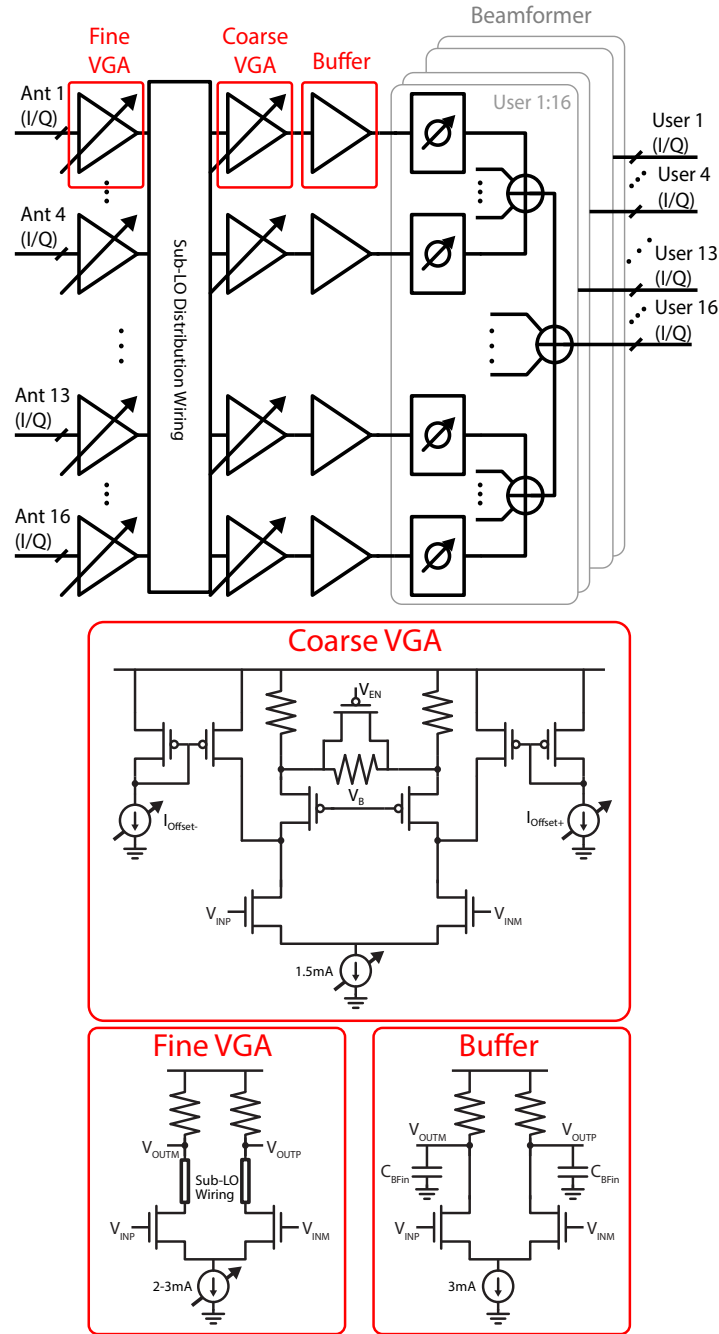 Beamformer
Fine
VGA
Coarse
VGA
Buffer
User 1:16
Ant 1
(I/Q)
Ant 4
(I/Q)
Ant 13
(I/Q)
Ant 16
(I/Q)
Sub-LO Distribution Wiring
User 1
(I/Q)
User 4
(I/Q)
User 13
(I/Q)
User 16
(I/Q)
Coarse VGA
VEN
VB
IOffset-
IOffset+
VINP
VINM
1.5mA
Fine VGA
VOUTM
VOUTP
Sub-LO
Wiring
VINP
VINM
2-3mA
Buffer
VOUTM
VOUTP
CBFin
CBFin
VINP
VINM
3mA